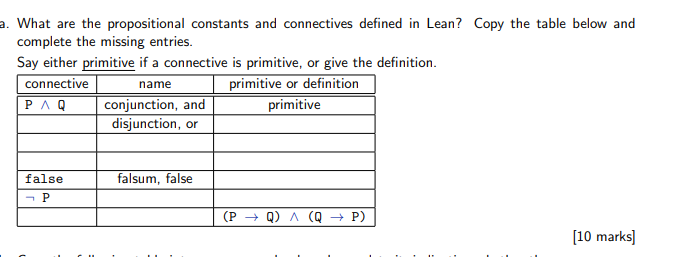 a. What are the propositional constants and connectives defined in Lean? Copy the table below and
complete the missing entries.
Say either primitive if a connective is primitive, or give the definition.
connective name primitive or definition
P ∧ Q conjunction, and primitive
disjunction, or
false falsum, false
¬ P
(P → Q) ∧ (Q → P)
[10 marks]